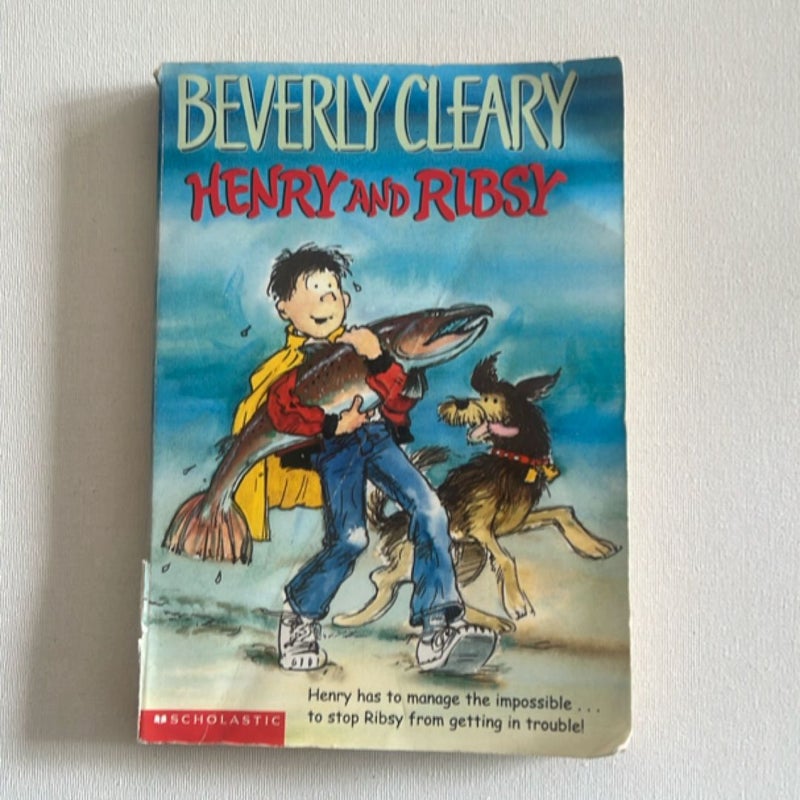 BEVERLY CLEARY
HENRY AND RIBSY
Henry has to manage the impossible . . .
to stop Ribsy from getting in trouble!
SCHOLASTIC